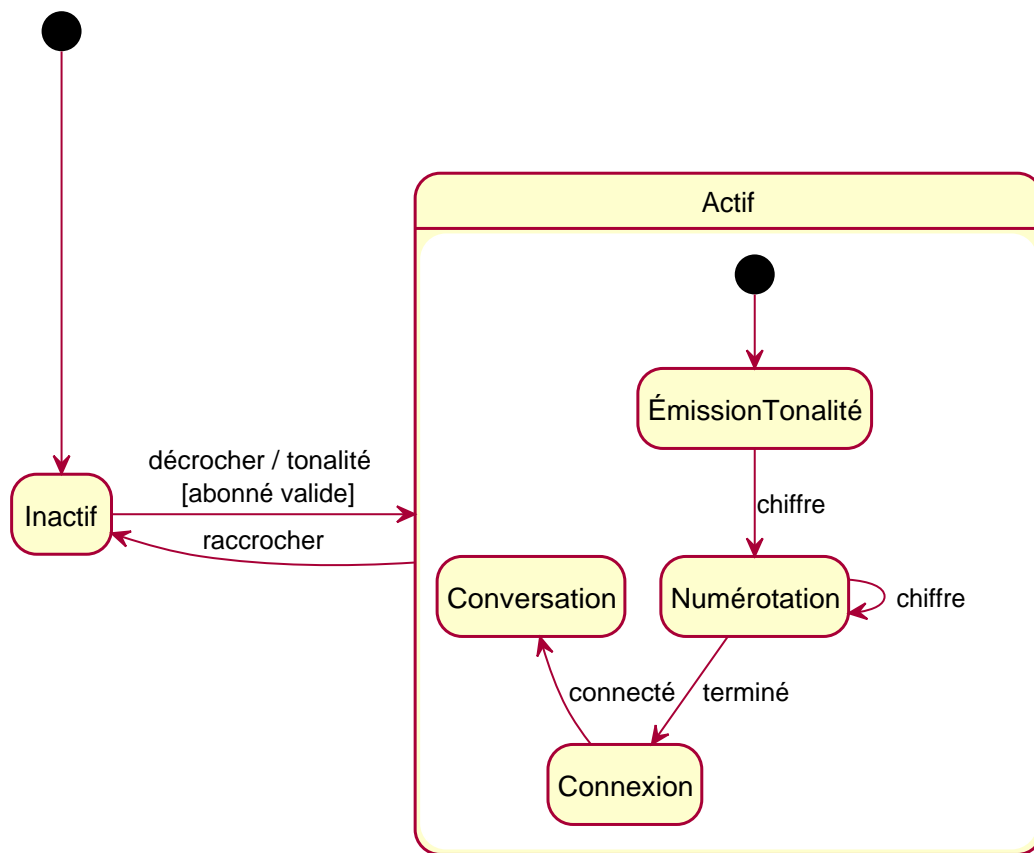 Actif
ÉmissionTonalité
décrocher / tonalité
[abonné valide]
Inactif
chiffre
raccrocher
Conversation
Numérotation
chiffre
connecté
terminé
Connexion